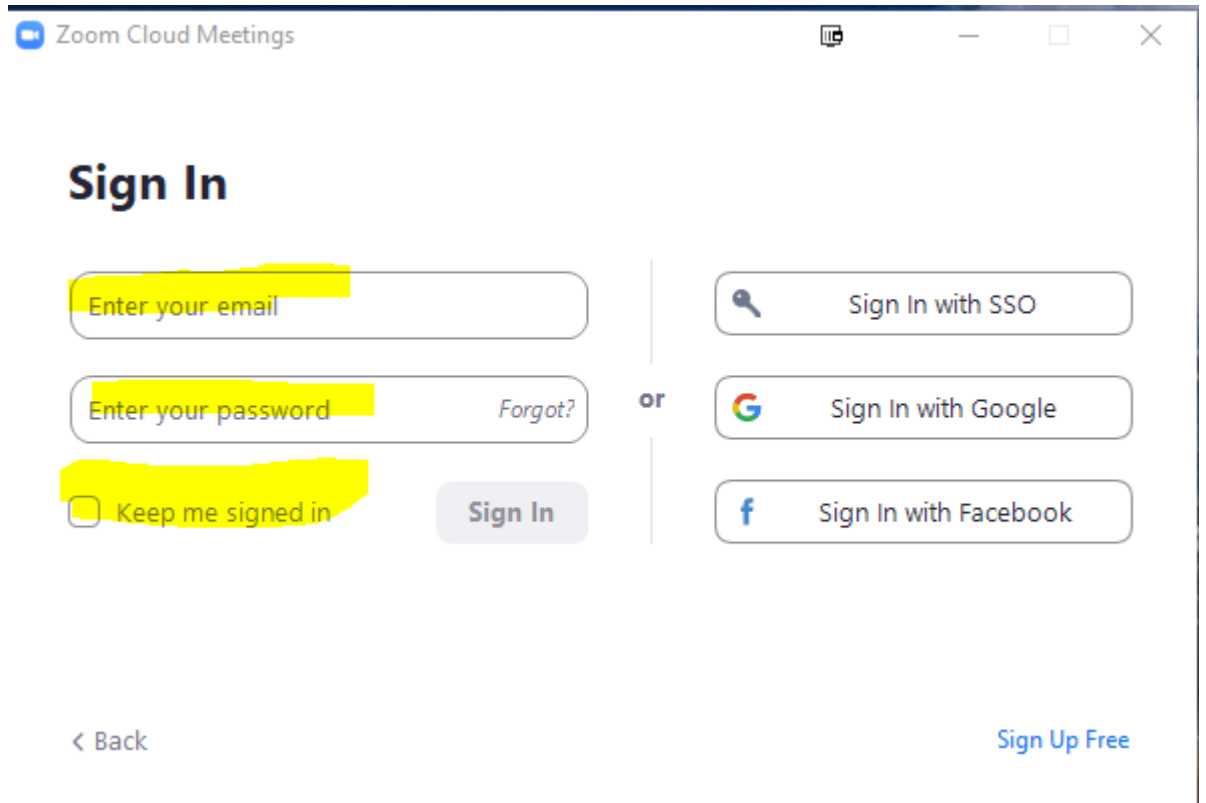 Zoom Cloud Meetings
Sign In
Enter your email
Enter your password
Forgot?
Keep me signed in
Sign In
or
Sign In with SSO
Sign In with Google
Sign In with Facebook
< Back
Sign Up Free